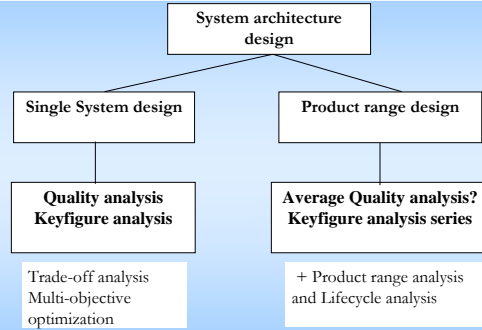 System architecture
design
Single System design
Product range design
Quality analysis
Keyfigure analysis
Average Quality analysis?
Keyfigure analysis series
Trade-off analysis
Multi-objective
optimization
+ Product range analysis
and Lifecycle analysis